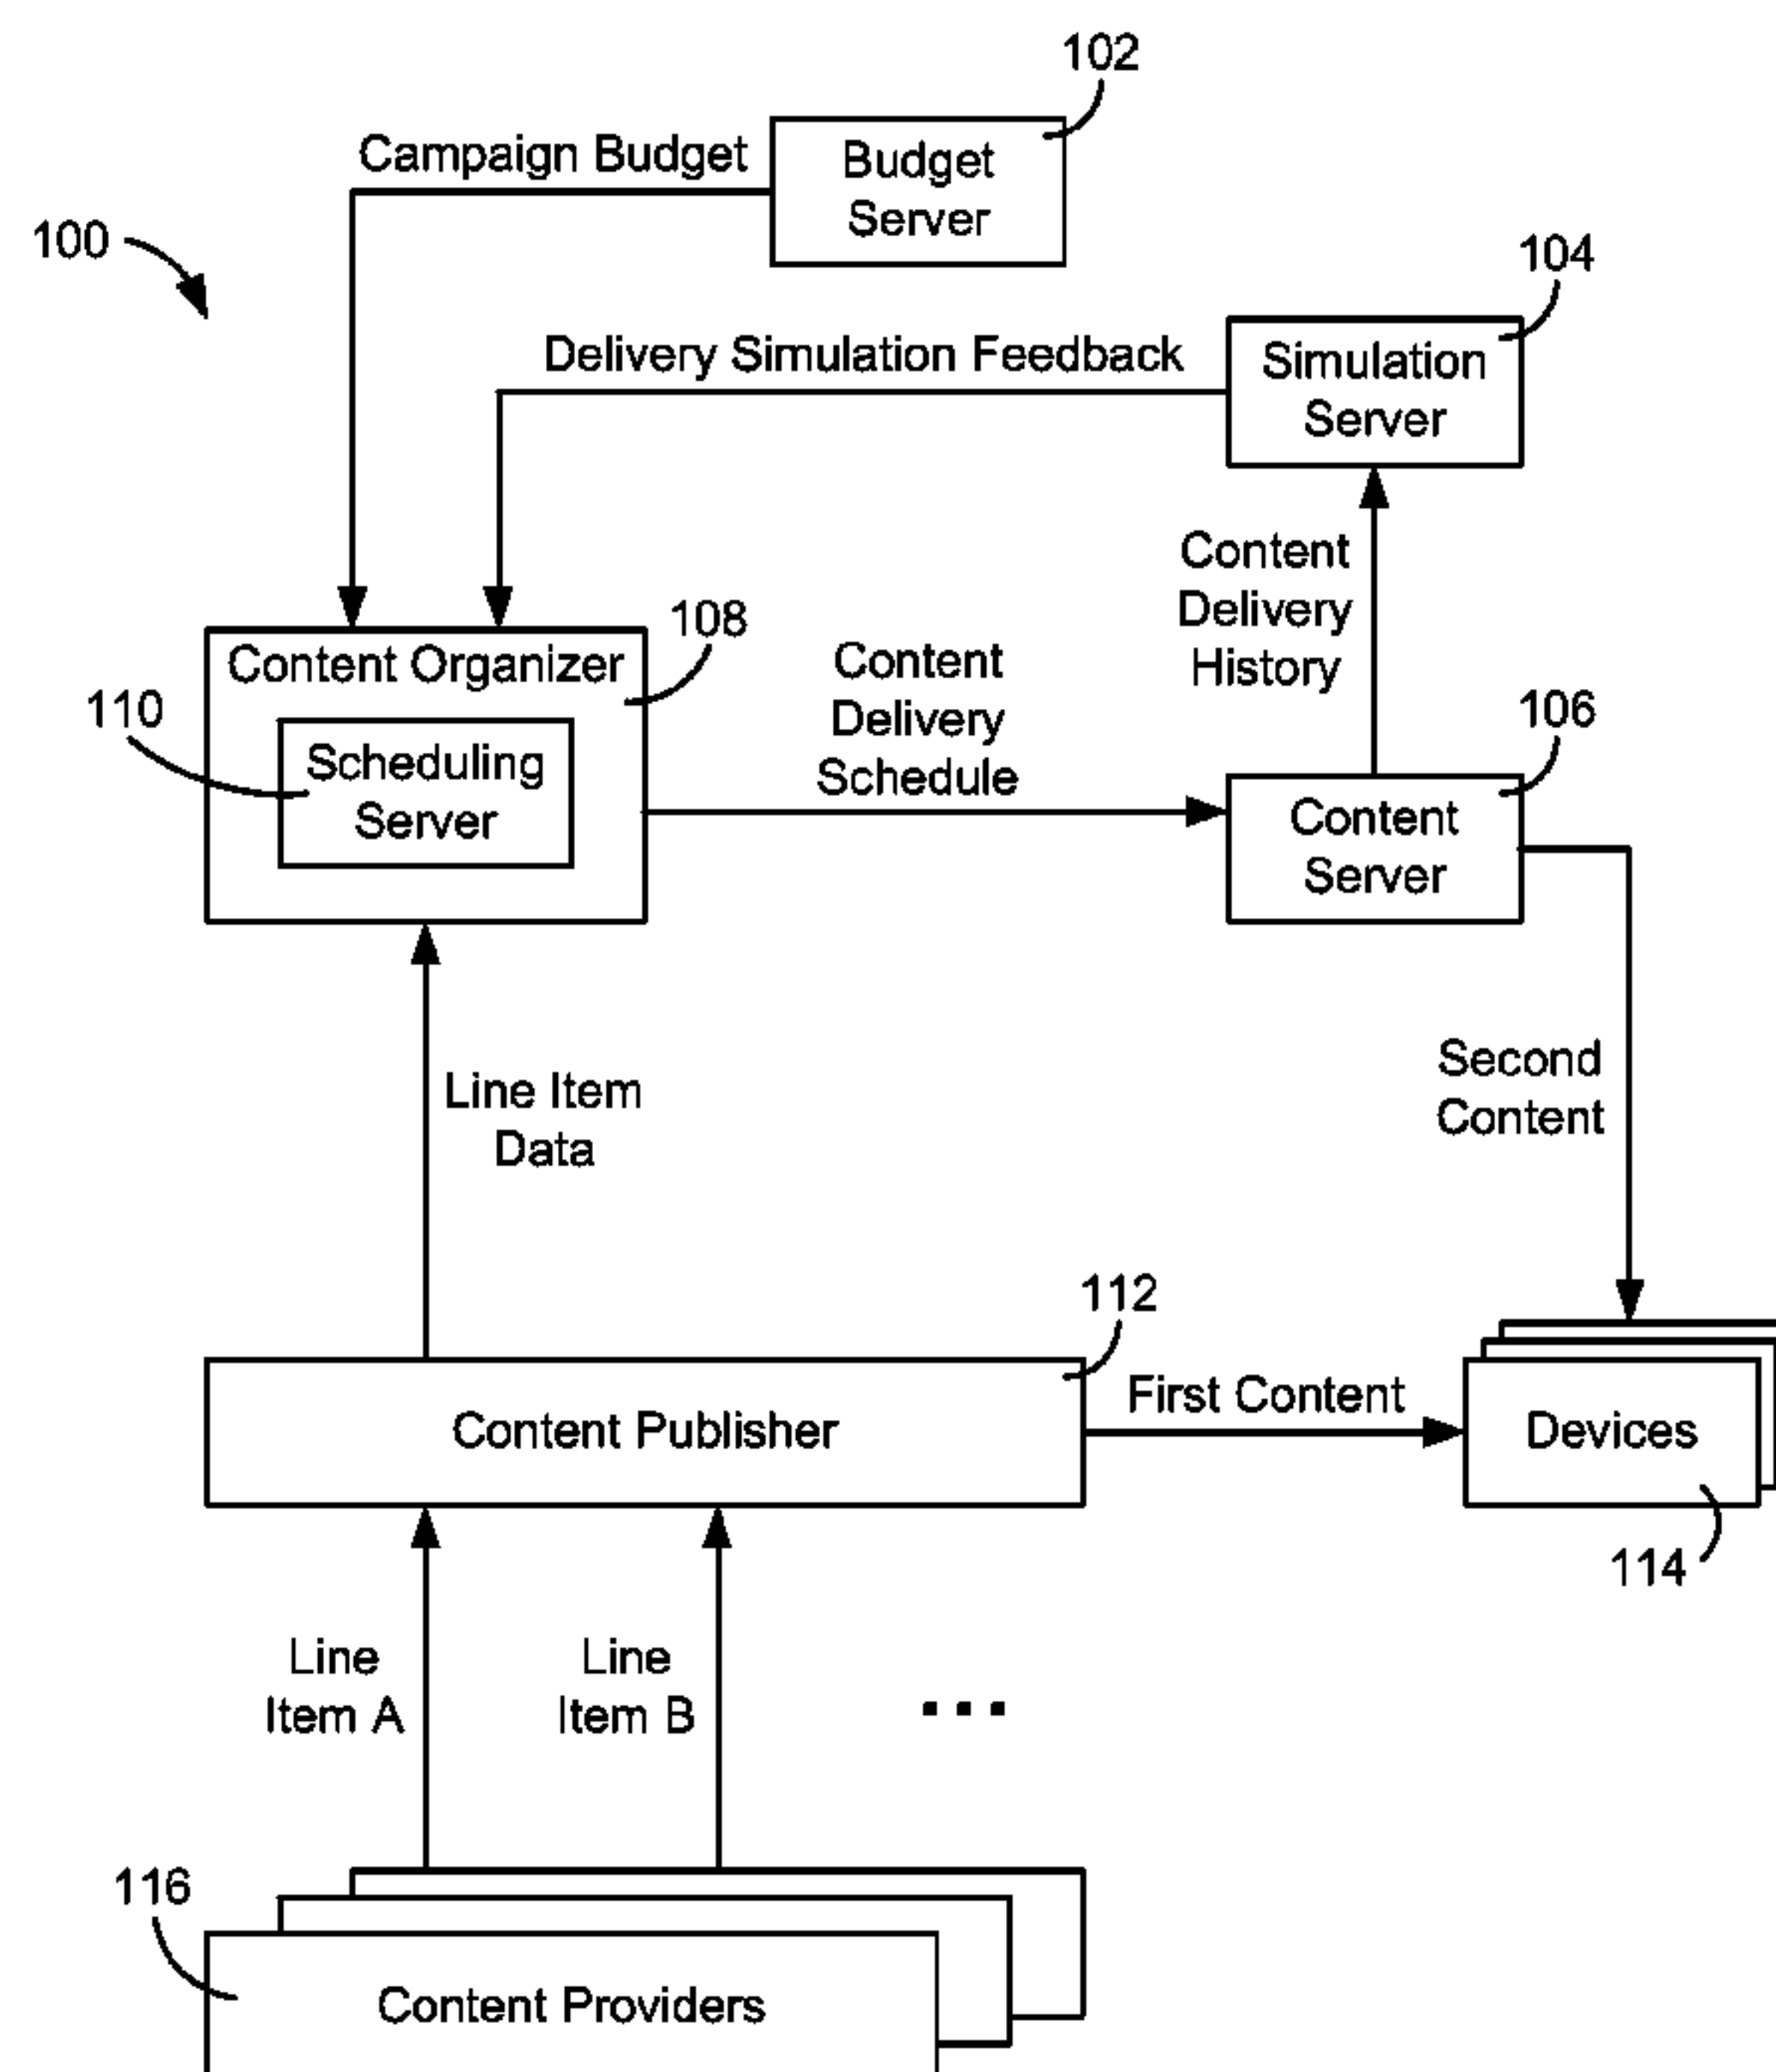 102
Campaign Budget
Budget
Server
100
104
Delivery Simulation Feedback
Simulation
Server
Content
Delivery
History
108
Content Organizer
110
Scheduling
Server
Content
Delivery
Schedule
106
Content
Server
Line Item
Data
Second
Content
112
Content Publisher
First Content
Devices
114
Line
Item A
Line
Item B
...
116
Content Providers